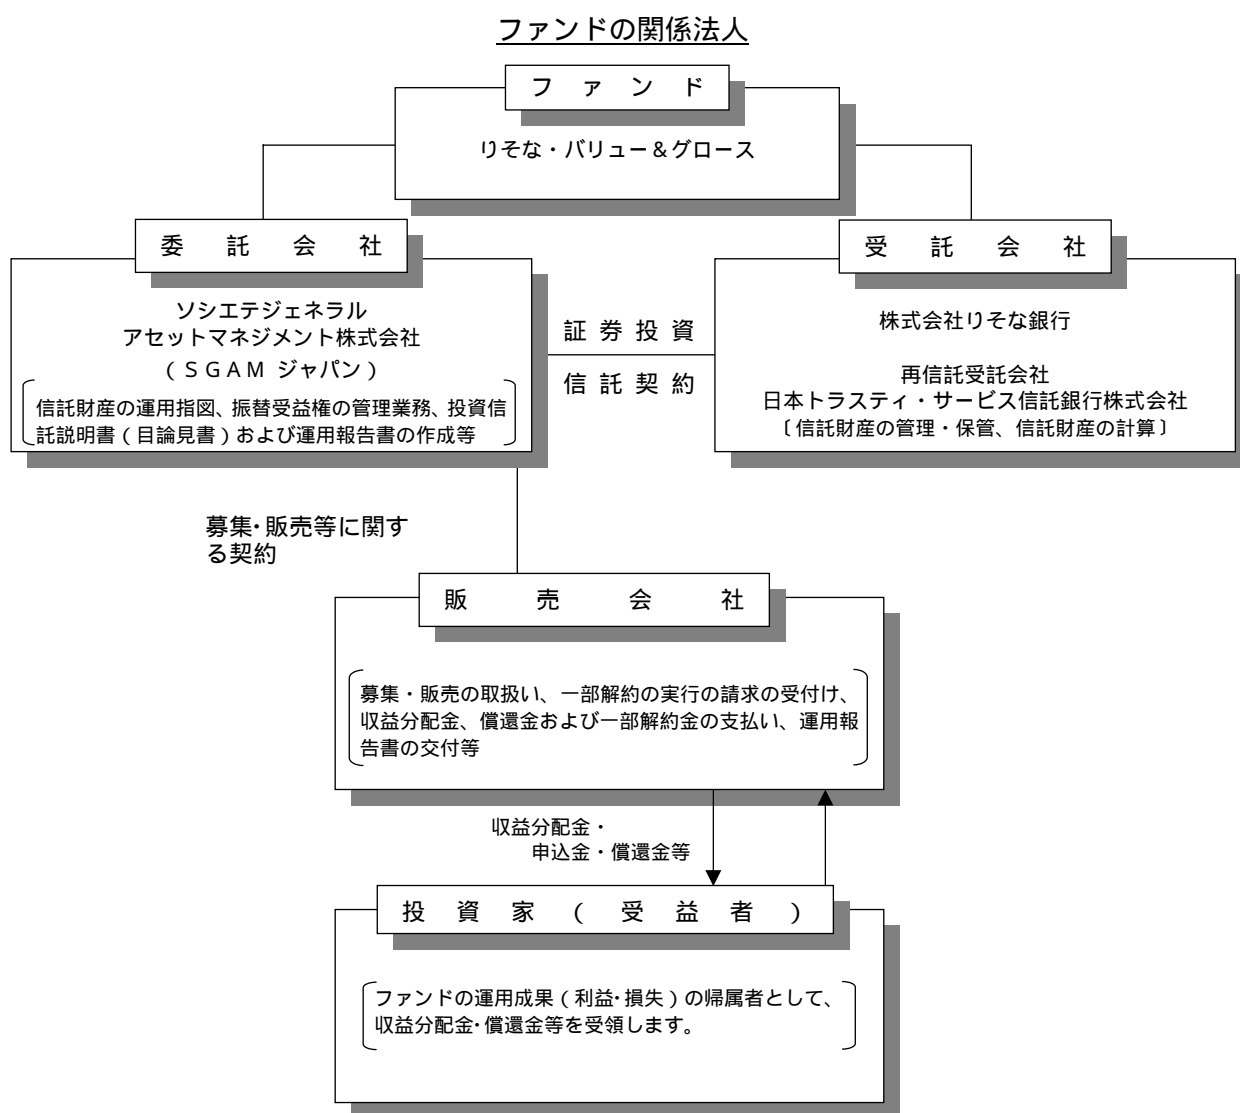 ファンドの関係法人
ファンド
りそな・バリュー＆グロース
委託会社
ソシエテジェネラル
アセットマネジメント株式会社
(ＳＧＡＭ ジャパン)
信託財産の運用指図、振替受益権の管理業務、投資信
託説明書(目論見書)および運用報告書の作成等
証券投資
信託契約
受託会社
株式会社りそな銀行
再信託受託会社
日本トラスティ・サービス信託銀行株式会社
〔信託財産の管理・保管、信託財産の計算〕
募集・販売等に関す
る契約
販売会社
募集・販売の取扱い、一部解約の実行の請求の受付け、
収益分配金、償還金および一部解約金の支払い、運用報
告書の交付等
収益分配金・
申込金・償還金等
投資家(受益者)
ファンドの運用成果(利益・損失)の帰属者として、
収益分配金・償還金等を受領します。